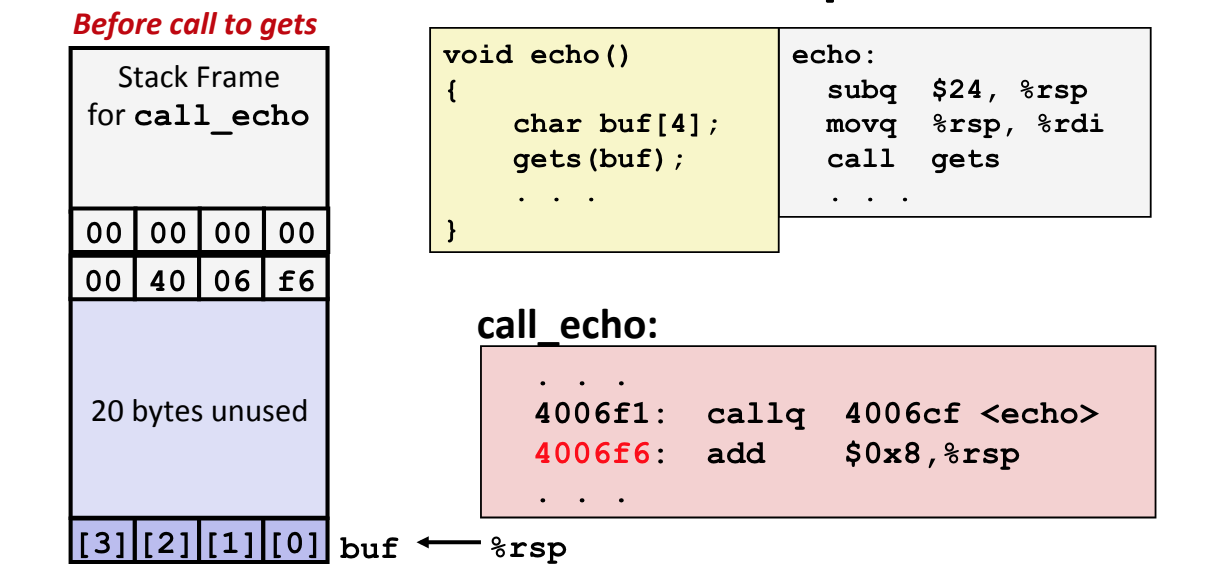 Before call to gets
Stack Frame
for call_echo
00 00 00 00
00 40 06 f6
20 bytes unused
[3] [2] [1] [0] buf %rsp
void echo()
{
    char buf[4];
    gets(buf);
    . . .
}
echo:
  subq $24, %rsp
  movq %rsp, %rdi
  call gets
  . . .
call_echo:
. . .
4006f1: callq 4006cf <echo>
4006f6: add $0x8,%rsp
. . .